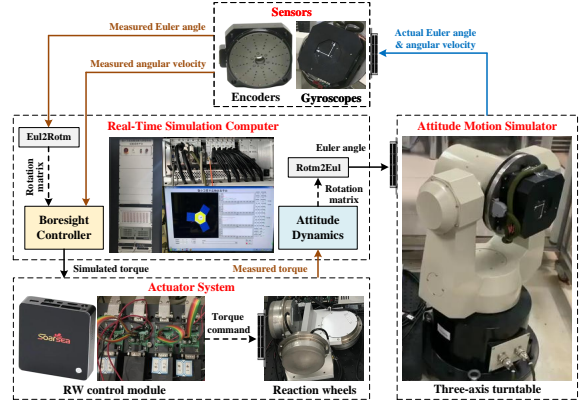 Sensors
Measured Euler angle
Measured angular velocity
Encoders
Gyroscopes
Actual Euler angle
& angular velocity
Real-Time Simulation Computer
Attitude Motion Simulator
Eul2Rotm
Euler angle
Rotm2Eul
Rotation
matrix
Rotation
matrix
Boresight
Controller
Attitude
Dynamics
Simulated torque
Measured torque
Actuator System
SoarSea
Torque
command
RW control module
Reaction wheels
Three-axis turntable